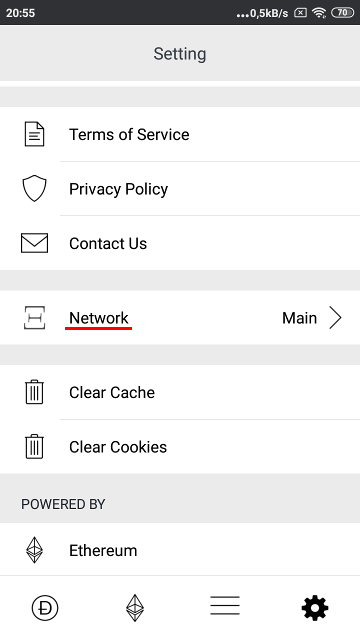 20:55 ...0,5kB/s 70
Setting
Terms of Service
Privacy Policy
Contact Us
Network Main
Clear Cache
Clear Cookies
POWERED BY
Ethereum